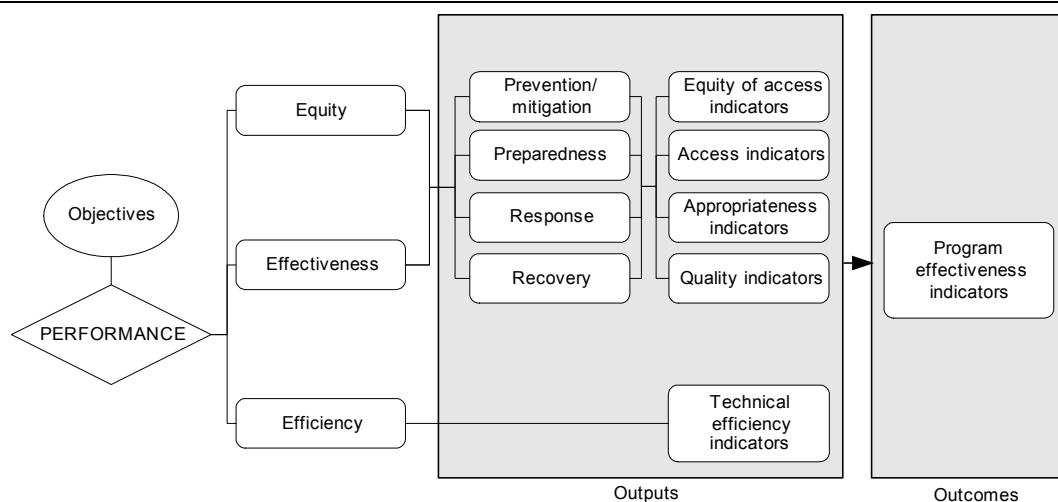 Objectives
PERFORMANCE
Equity
Effectiveness
Efficiency
Prevention/
mitigation
Preparedness
Response
Recovery
Equity of access
indicators
Access indicators
Appropriateness
indicators
Quality indicators
Technical
efficiency
indicators
Outputs
Program
effectiveness
indicators
Outcomes